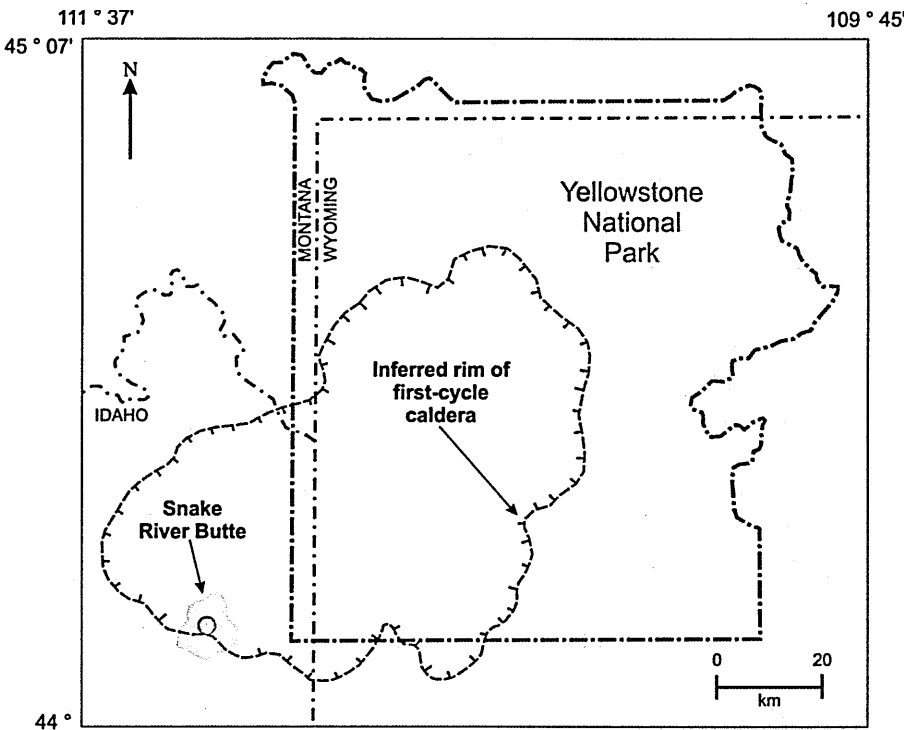 111 ° 37'
109 ° 45'
45 ° 07'
N
MONTANA
WYOMING
Yellowstone
National
Park
Inferred rim of
first-cycle
caldera
IDAHO
Snake
River Butte
0 20
km
44 °